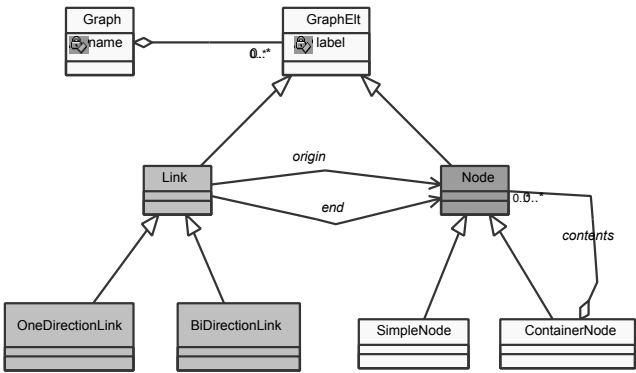 Graph
GraphElt
name
label
0..*
origin
Link
Node
end
0..*
contents
OneDirectionLink
BiDirectionLink
SimpleNode
ContainerNode